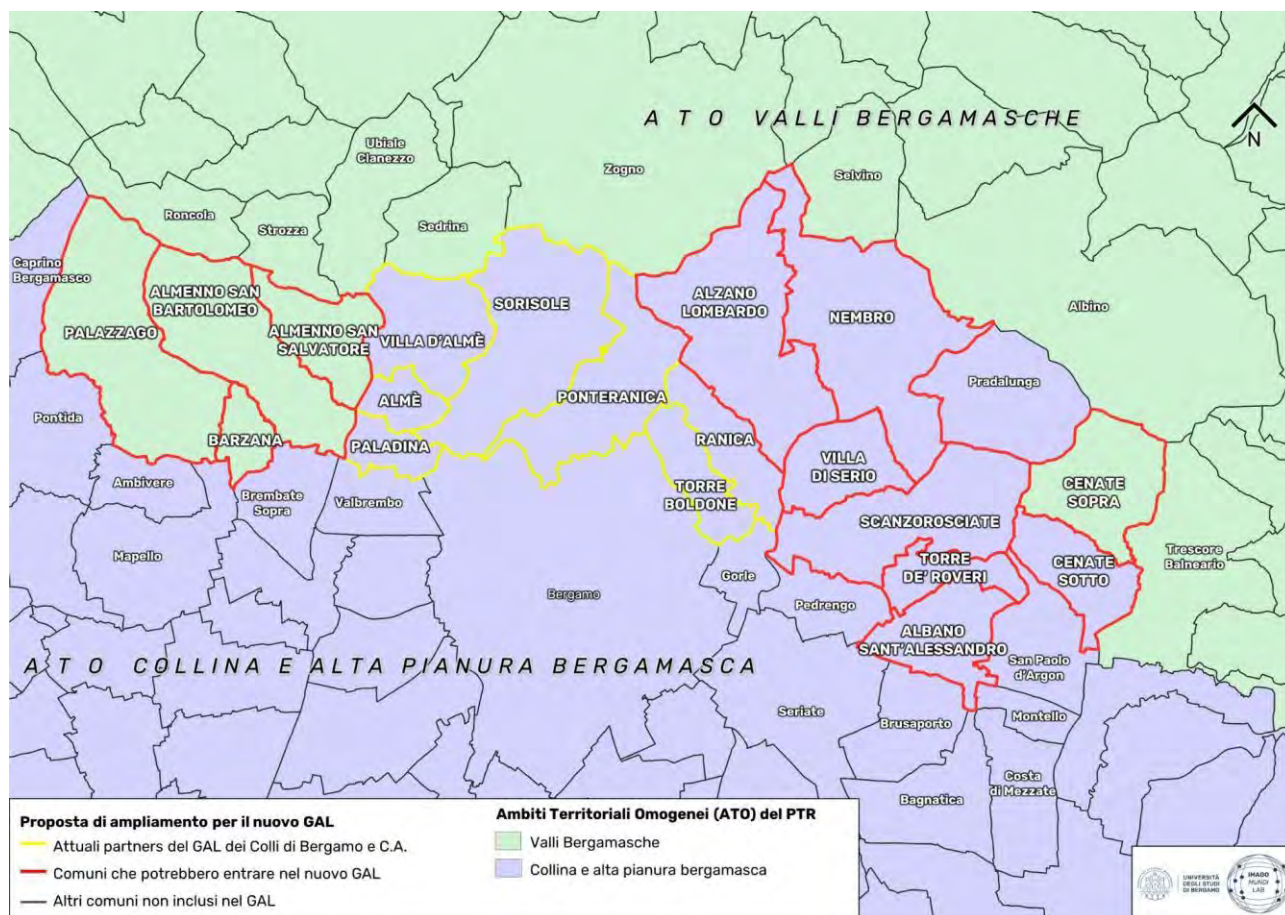 A T O VALLI BERGAMASCHE
N
Ubiale
Clanezzo
Zogno
Selvino
Roncola
Strozza
Sedrina
Caprino
Bergamasco
ALMENNO SAN
BARTOLOMEO
PALAZZAGO
ALMENNO SAN
SALVATORE
VILLA D'ALMÈ
SORISOLE
ALZANO
LOMBARDO
NEMBRO
Albino
Pradalunga
ALMÈ
PONTERANICA
Pontida
BARZANA
PALADINA
RANICA
VILLA
DI SERIO
TORRE
BOLDONE
CENATE
SOPRA
Ambivere
Brembate
Sopra
Valbrembo
SCANZOROSCIATE
Mapello
TORRE
DE' ROVERI
CENATE
SOTTO
Trescore
Balneario
Gorle
Bergamo
Pedrengo
ALBANO
SANT'ALESSANDRO
San Paolo
d'Argon
A T O COLLINA E ALTA PIANURA BERGAMASCA
Seriate
Brusaporto
Montello
Costa
di Mezzate
Bagnatica
Proposta di ampliamento per il nuovo GAL
Attuali partners del GAL dei Colli di Bergamo e C.A.
Comuni che potrebbero entrare nel nuovo GAL
Altri comuni non inclusi nel GAL
Ambiti Territoriali Omogenei (ATO) del PTR
Valli Bergamasche
Collina e alta pianura bergamasca
UNIVERSITÀ
DEGLI STUDI
DI BERGAMO
IMAGO
MUNDI
LAB